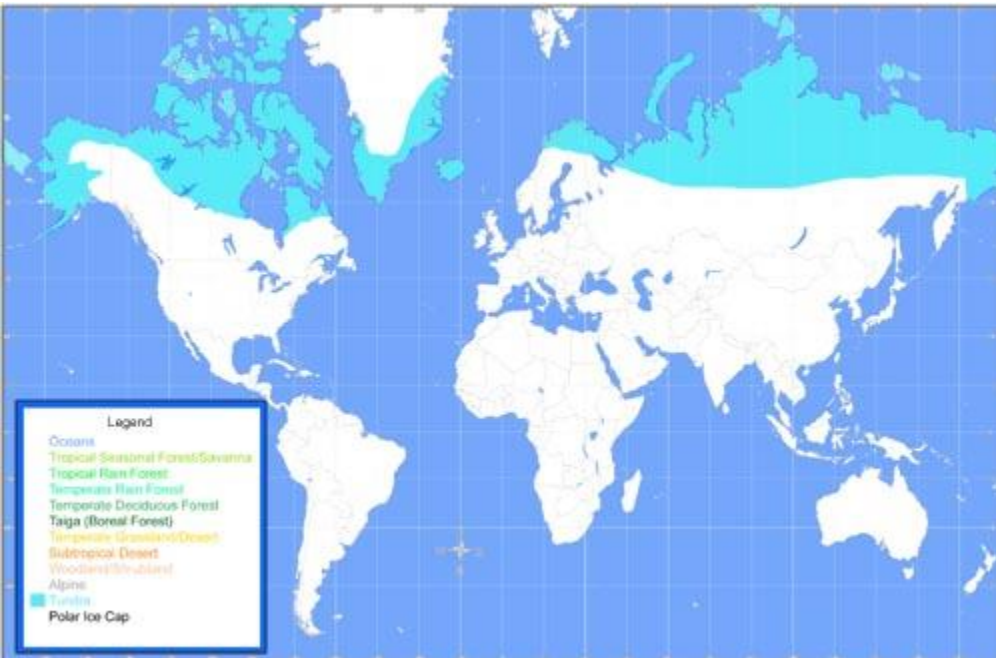 Legend
Oceans
Tropical Seasonal Forest/Savanna
Tropical Rain Forest
Temperate Rain Forest
Temperate Deciduous Forest
Taiga (Boreal Forest)
Temperate Grassland/Desert
Subtropical Desert
Woodland/Shrubland
Alpine
Tundra
Polar Ice Cap